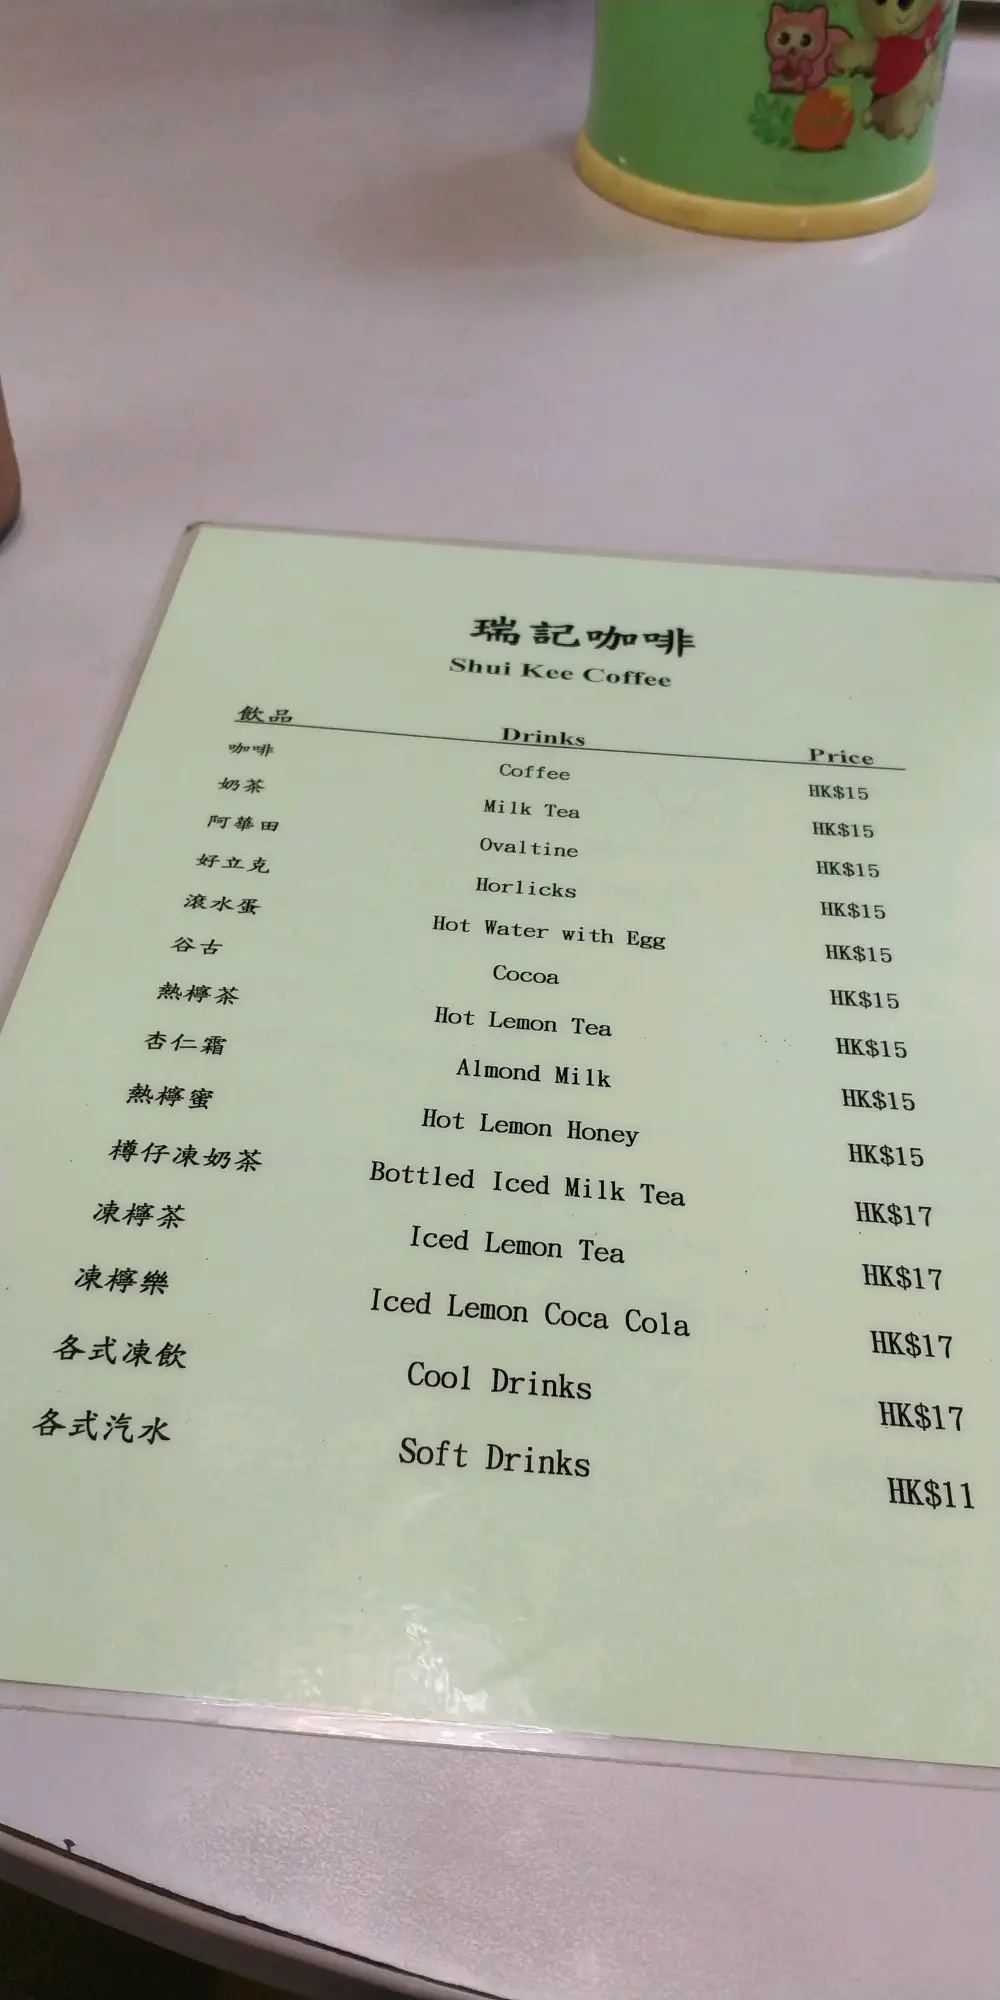 瑞記咖啡
Shui Kee Coffee
飲品 Drinks Price
咖啡 Coffee HK$15
奶茶 Milk Tea HK$15
阿華田 Ovaltine HK$15
好立克 Horlicks HK$15
滾水蛋 Hot Water with Egg HK$15
谷古 Cocoa HK$15
熱檸茶 Hot Lemon Tea HK$15
杏仁霜 Almond Milk HK$15
熱檸蜜 Hot Lemon Honey HK$15
樽仔凍奶茶 Bottled Iced Milk Tea HK$17
凍檸茶 Iced Lemon Tea HK$17
凍檸樂 Iced Lemon Coca Cola HK$17
各式凍飲 Cool Drinks HK$17
各式汽水 Soft Drinks HK$11